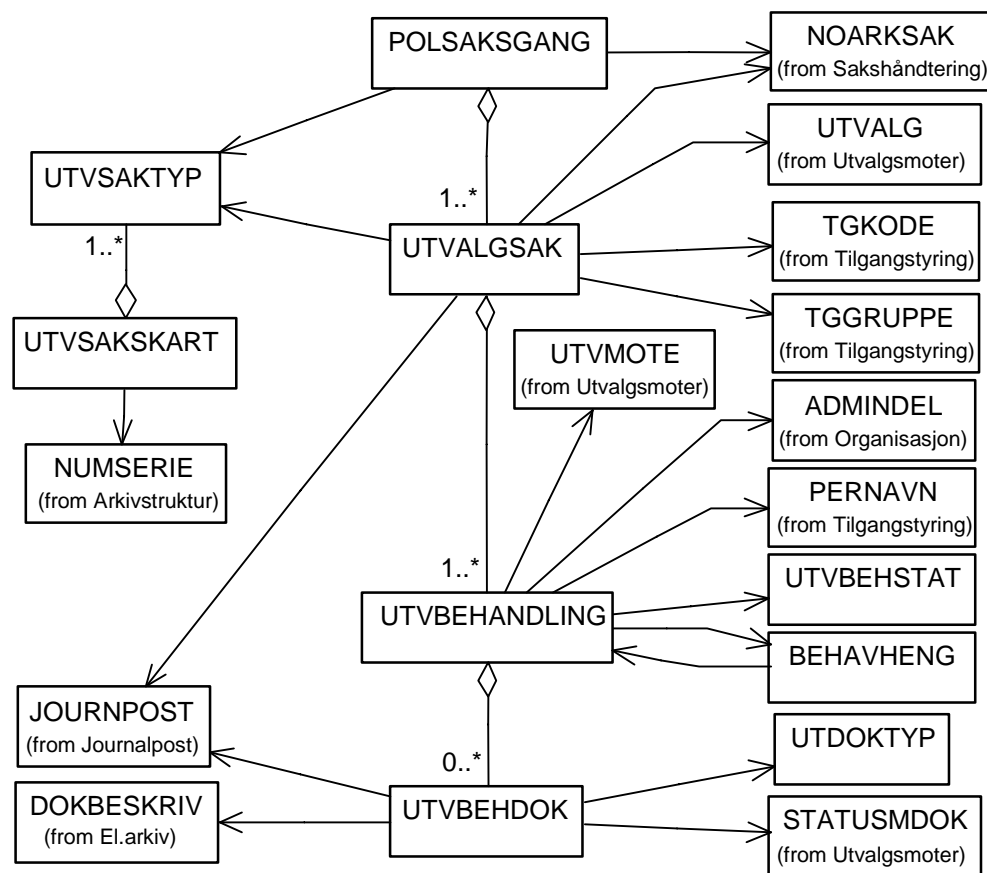 POLSAKSGANG
NOARKSAK
(from Sakshåndtering)
UTVALG
(from Utvalgsmoter)
UTVSAKTYP
1..*
TGKODE
(from Tilgangstyring)
1..*
UTVALGSAK
TGGRUPPE
(from Tilgangstyring)
UTVSAKSKART
UTVMOTE
(from Utvalgsmoter)
ADMINDEL
(from Organisasjon)
NUMSERIE
(from Arkivstruktur)
PERNAVN
(from Tilgangstyring)
1..*
UTVBEHANDLING
UTVBEHSTAT
BEHAVHENG
JOURNPOST
(from Journalpost)
UTDOKTYP
0..*
DOKBESKRIV
(from El.arkiv)
UTVBEHDOK
STATUSMDOK
(from Utvalgsmoter)